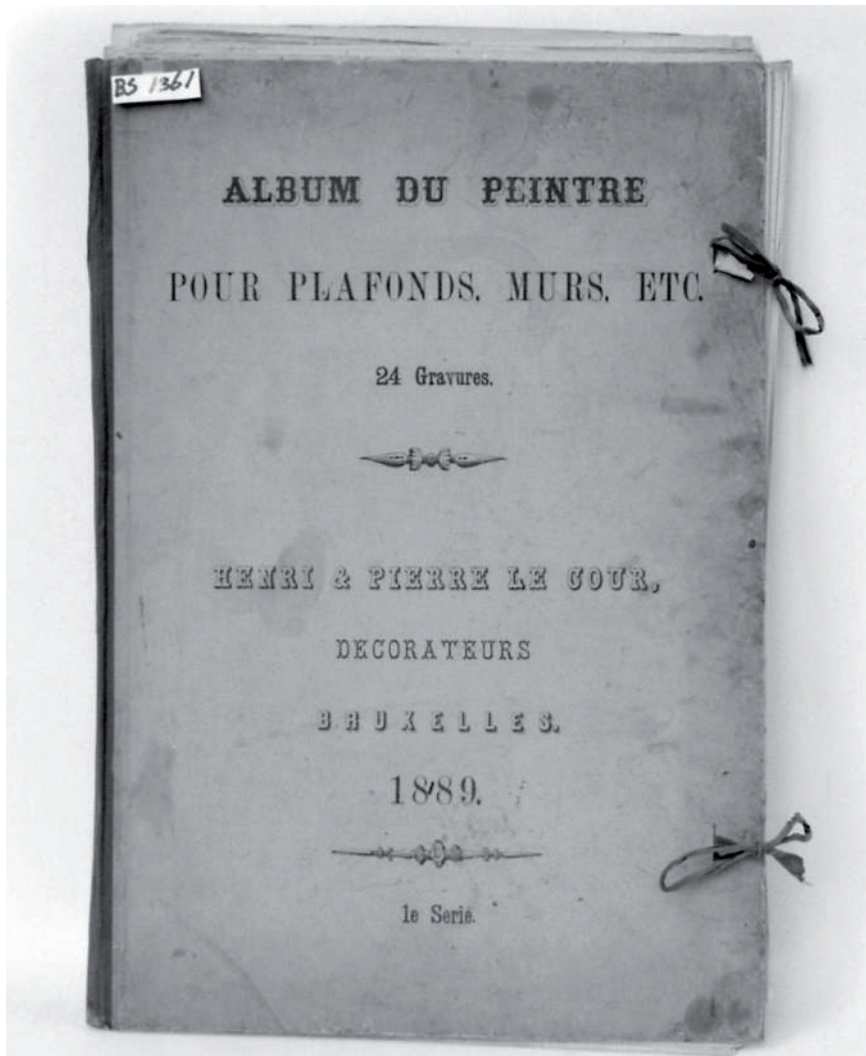 BS 1361
ALBUM DU PEINTRE
POUR PLAFONDS, MURS, ETC.
24 Gravures.
HENRI & PIERRE LE COUR,
DECORATEURS
BRUXELLES.
1889.
1e Serie.